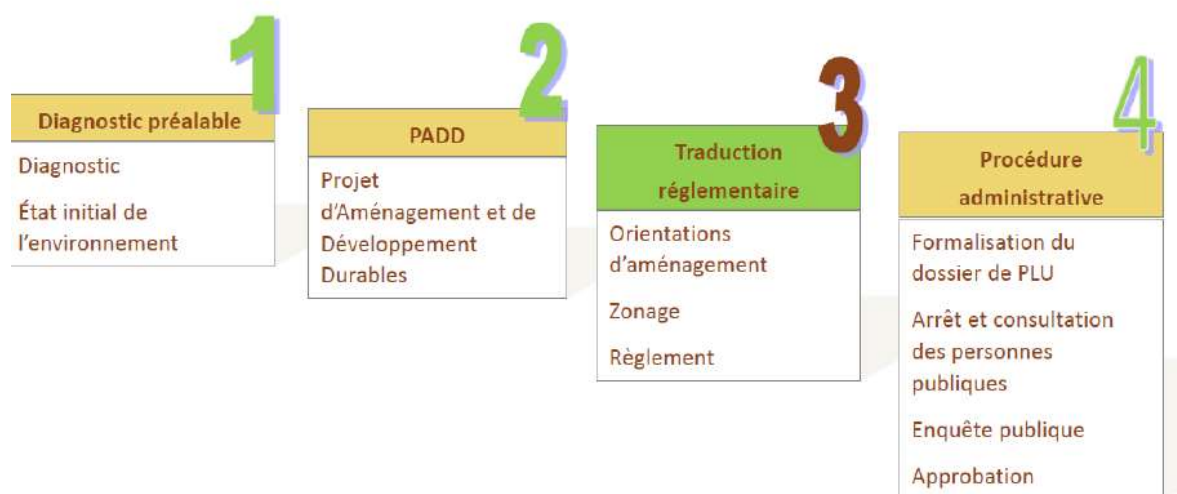 1
Diagnostic préalable
Diagnostic
État initial de
l'environnement
2
PADD
Projet
d'Aménagement et de
Développement
Durables
3
Traduction
réglementaire
Orientations
d'aménagement
Zonage
Règlement
4
Procédure
administrative
Formalisation du
dossier de PLU
Arrêt et consultation
des personnes
publiques
Enquête publique
Approbation